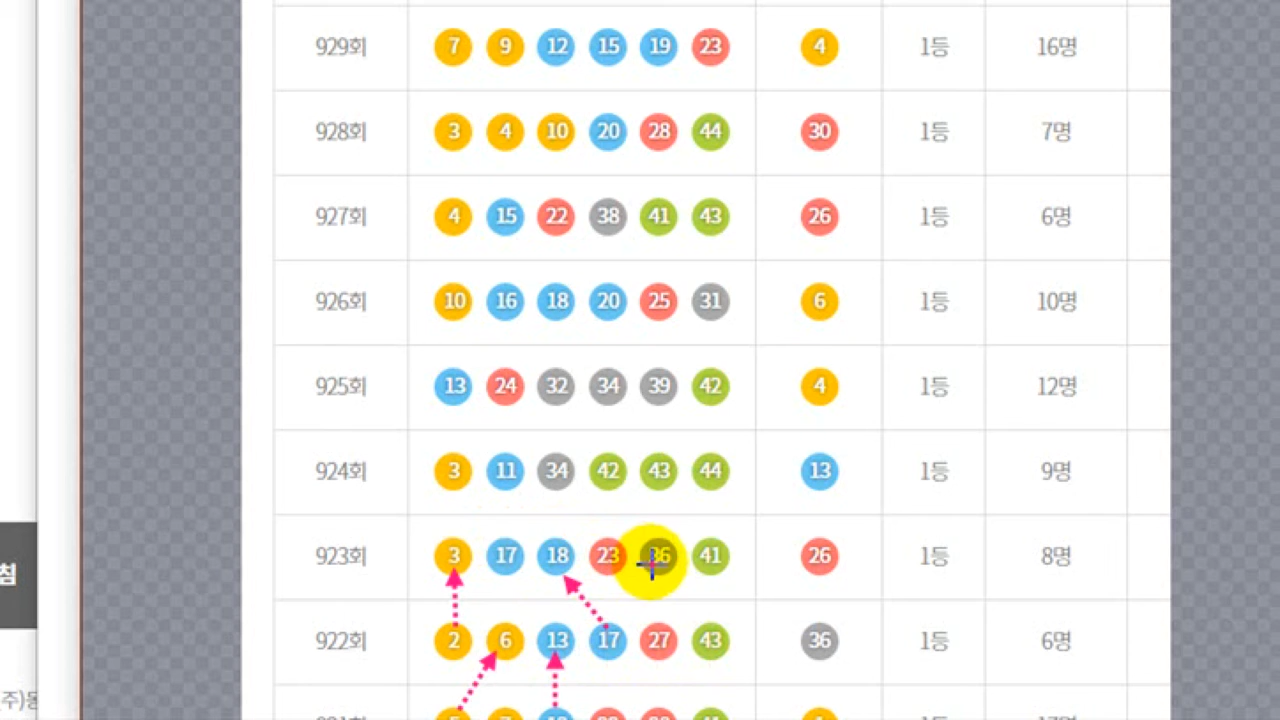 929회 7 9 12 15 19 23 4 1등 16명
928회 3 4 10 20 28 44 30 1등 7명
927회 4 15 22 38 41 43 26 1등 6명
926회 10 16 18 20 25 31 6 1등 10명
925회 13 24 32 34 39 42 4 1등 12명
924회 3 11 34 42 43 44 13 1등 9명
923회 3 17 18 23 36 41 26 1등 8명
침
922회 2 6 13 17 27 43 36 1등 6명
(주)동